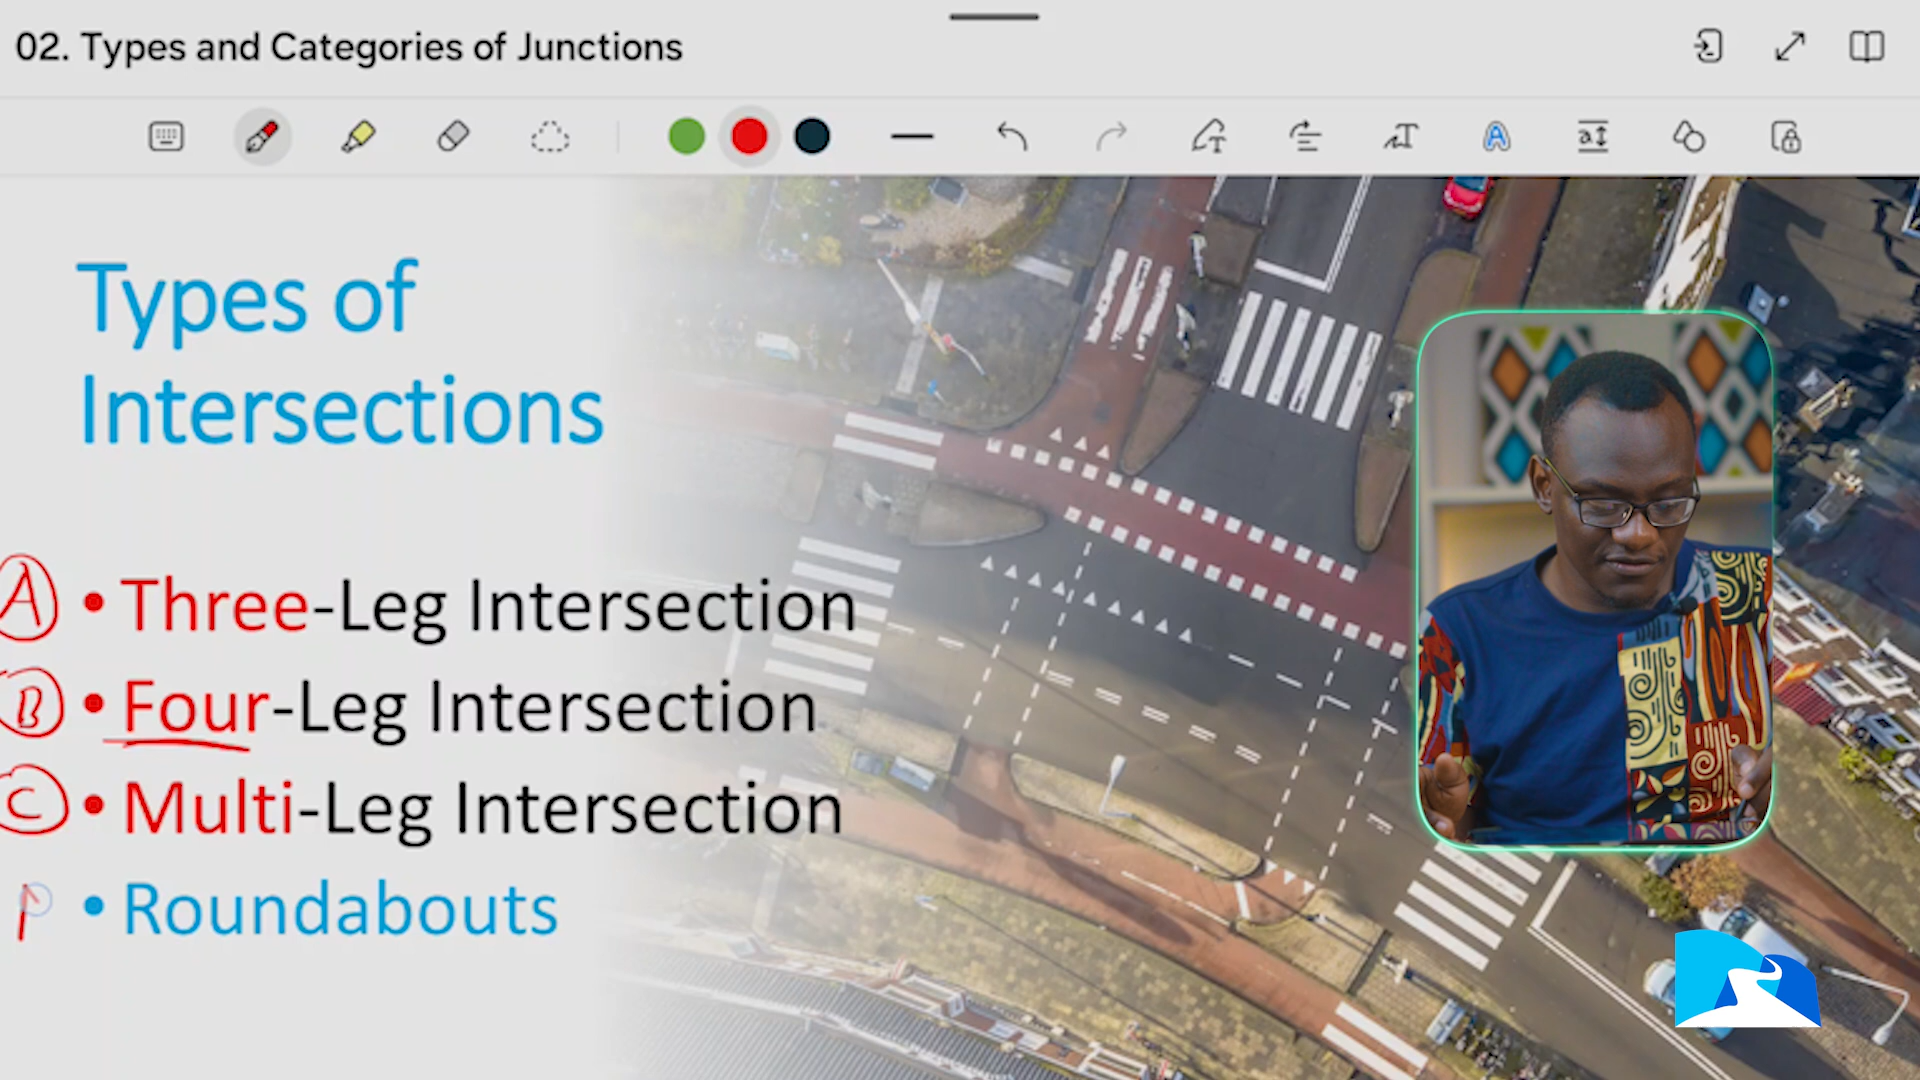 02. Types and Categories of Junctions
Types of
Intersections
A • Three-Leg Intersection
B • Four-Leg Intersection
C • Multi-Leg Intersection
• Roundabouts